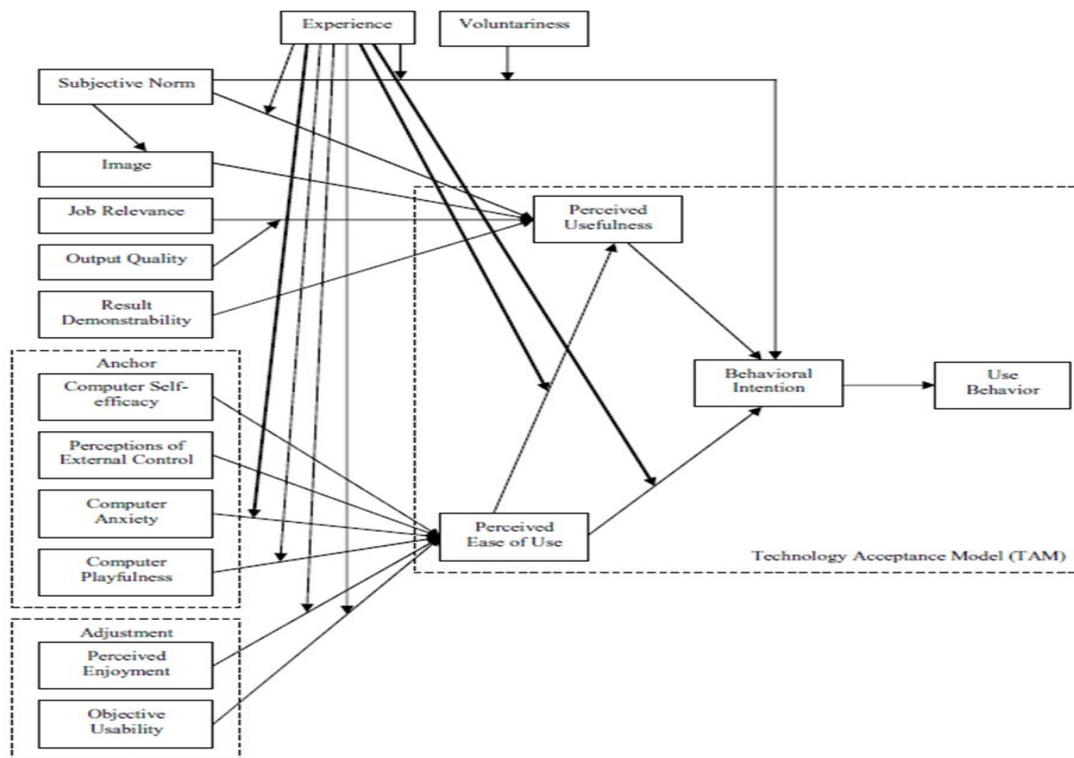 Experience
Voluntariness
Subjective Norm
Image
Job Relevance
Output Quality
Result
Demonstrability
Perceived
Usefulness
Anchor
Computer Self-
efficacy
Perceptions of
External Control
Computer
Anxiety
Computer
Playfulness
Behavioral
Intention
Use
Behavior
Perceived
Ease of Use
Technology Acceptance Model (TAM)
Adjustment
Perceived
Enjoyment
Objective
Usability